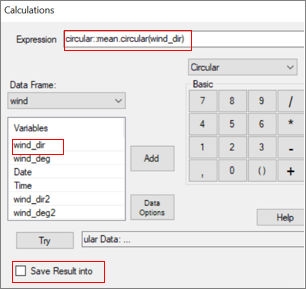 Calculations
Expression circular::mean.circular(wind_dir)
Circular
Data Frame:
wind
Basic
7 8 9 /
4 5 6 *
1 2 3 -
, 0 () +
Variables
wind_dir
wind_deg
Date
Time
wind_dir2
wind_deg2
Add
Data Options
Help
Try ular Data: ...
Save Result into